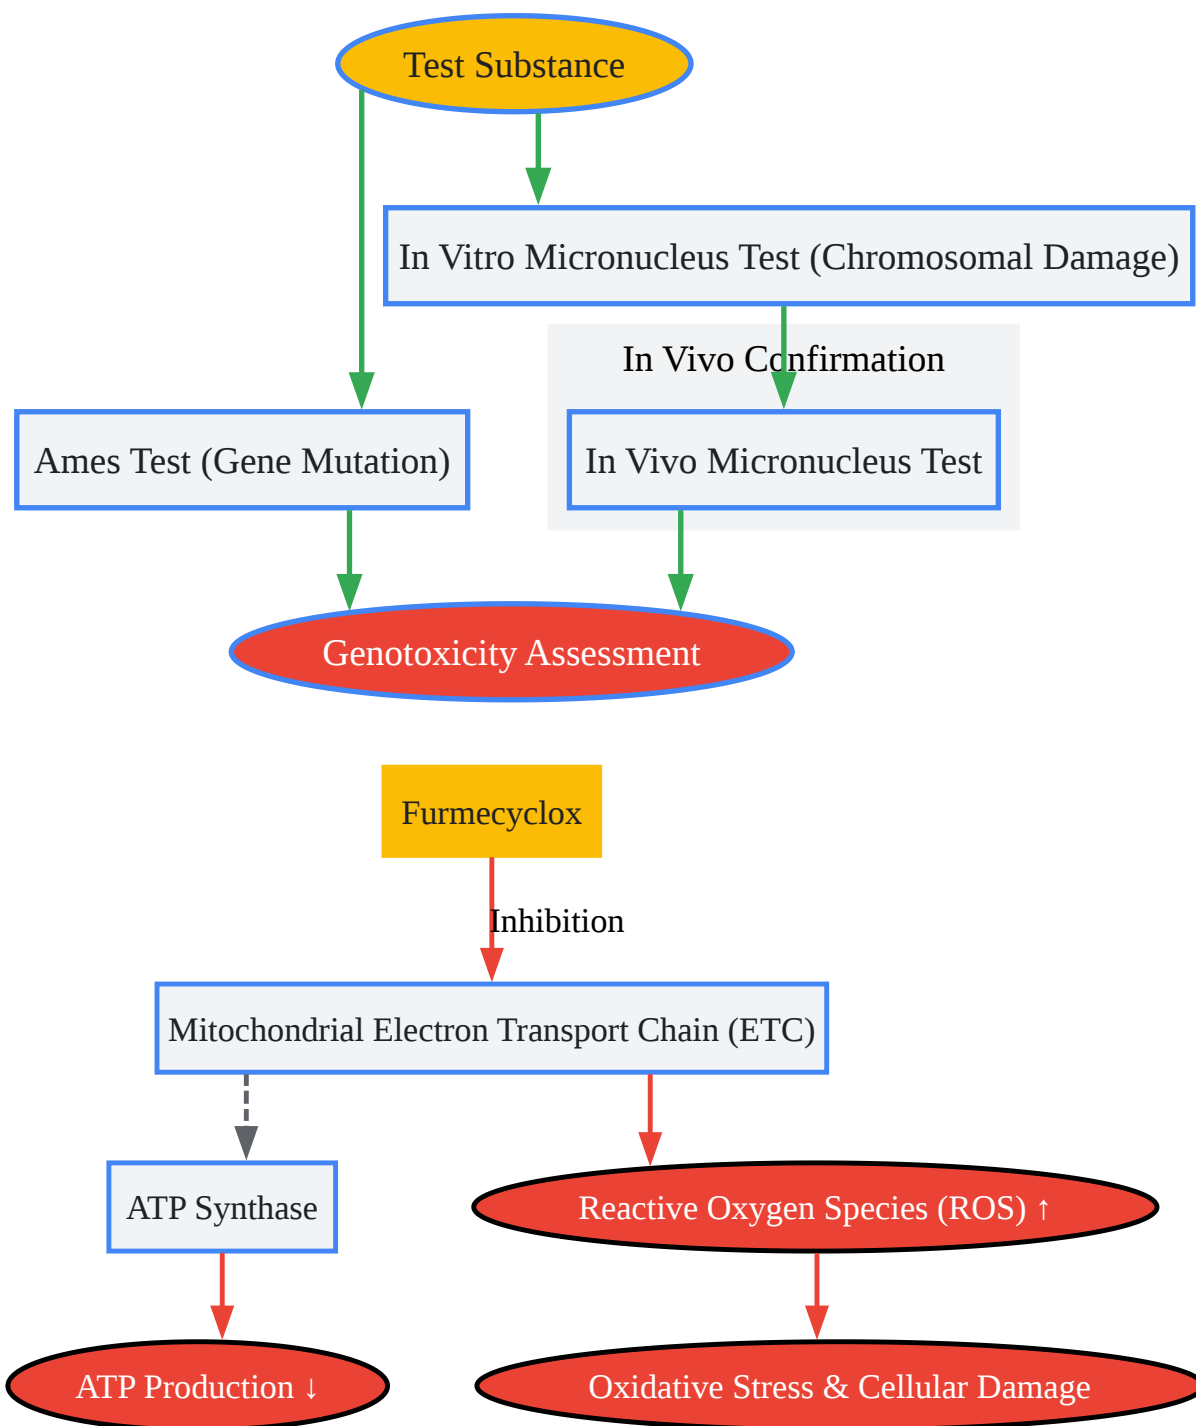 Test Substance
In Vitro Micronucleus Test (Chromosomal Damage)
In Vivo Confirmation
Ames Test (Gene Mutation)
In Vivo Micronucleus Test
Genotoxicity Assessment
Furmecyclox
Inhibition
Mitochondrial Electron Transport Chain (ETC)
ATP Synthase
Reactive Oxygen Species (ROS) ↑
ATP Production ↓
Oxidative Stress & Cellular Damage